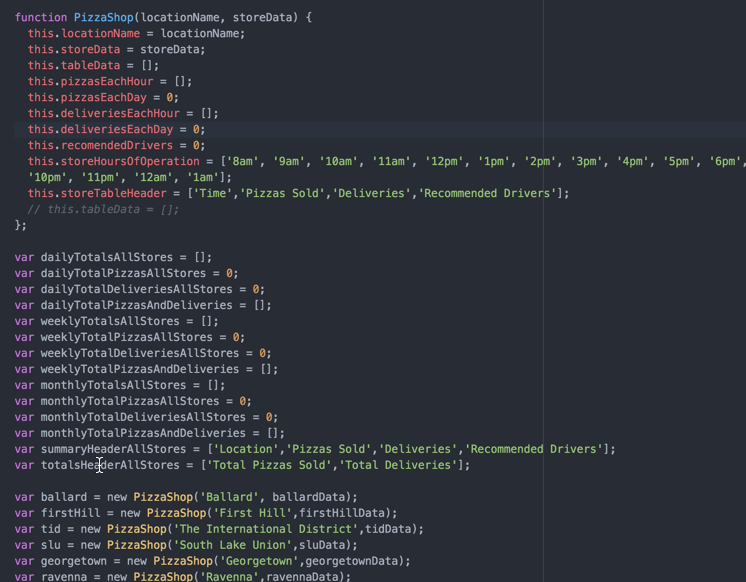 function PizzaShop(locationName, storeData) {
this.locationName = locationName;
this.storeData = storeData;
this.tableData = [];
this.pizzasEachHour = [];
this.pizzasEachDay = 0;
this.deliveriesEachHour = [];
this.deliveriesEachDay = 0;
this.recomendedDrivers = 0;
this.storeHoursOfOperation = ['8am', '9am', '10am', '11am', '12pm', '1pm', '2pm', '3pm', '4pm', '5pm', '6pm',
'10pm', '11pm', '12am', '1am'];
this.storeTableHeader = ['Time','Pizzas Sold','Deliveries','Recommended Drivers'];
// this.tableData = [];
};
var dailyTotalsAllStores = [];
var dailyTotalPizzasAllStores = 0;
var dailyTotalDeliveriesAllStores = 0;
var dailyTotalPizzasAndDeliveries = [];
var weeklyTotalsAllStores = [];
var weeklyTotalPizzasAllStores = 0;
var weeklyTotalDeliveriesAllStores = 0;
var weeklyTotalPizzasAndDeliveries = [];
var monthlyTotalsAllStores = [];
var monthlyTotalPizzasAllStores = 0;
var monthlyTotalDeliveriesAllStores = 0;
var monthlyTotalPizzasAndDeliveries = [];
var summaryHeaderAllStores = ['Location','Pizzas Sold','Deliveries','Recommended Drivers'];
var totalsHeaderAllStores = ['Total Pizzas Sold','Total Deliveries'];
var ballard = new PizzaShop('Ballard', ballardData);
var firstHill = new PizzaShop('First Hill',firstHillData);
var tid = new PizzaShop('The International District',tidData);
var slu = new PizzaShop('South Lake Union',sluData);
var georgetown = new PizzaShop('Georgetown',georgetownData);
var ravenna = new PizzaShop('Ravenna',ravennaData);